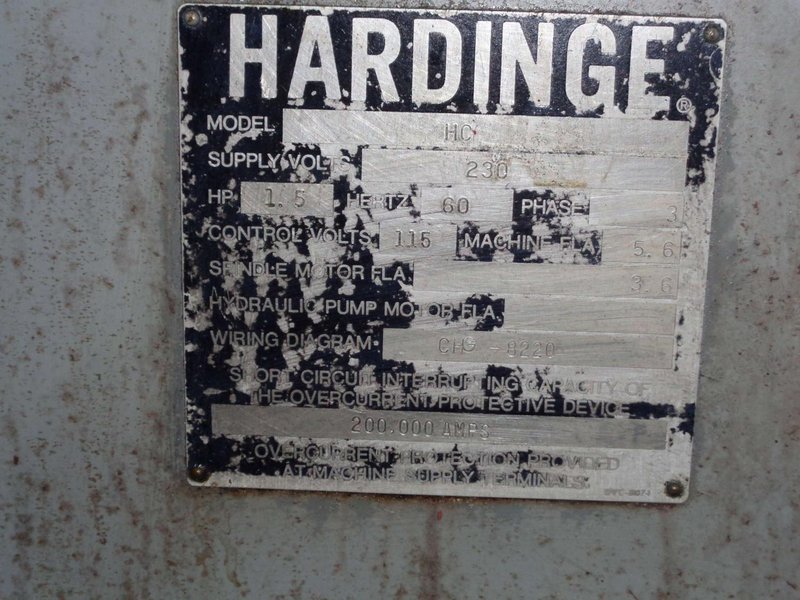 HARDINGE®
MODEL HC
SUPPLY VOLTS 230
HP 1.5 HERTZ 60 PHASE 3
CONTROL VOLTS 115 MACHINE FLA 5.6
SPINDLE MOTOR FLA 3.6
HYDRAULIC PUMP MOTOR FLA
WIRING DIAGRAM -8220
SHORT CIRCUIT INTERRUPTING CAPACITY OF
THE OVERCURRENT PROTECTIVE DEVICE
200,000 AMPS
OVERCURRENT PROTECTION PROVIDED
AT MACHINE SUPPLY TERMINALS